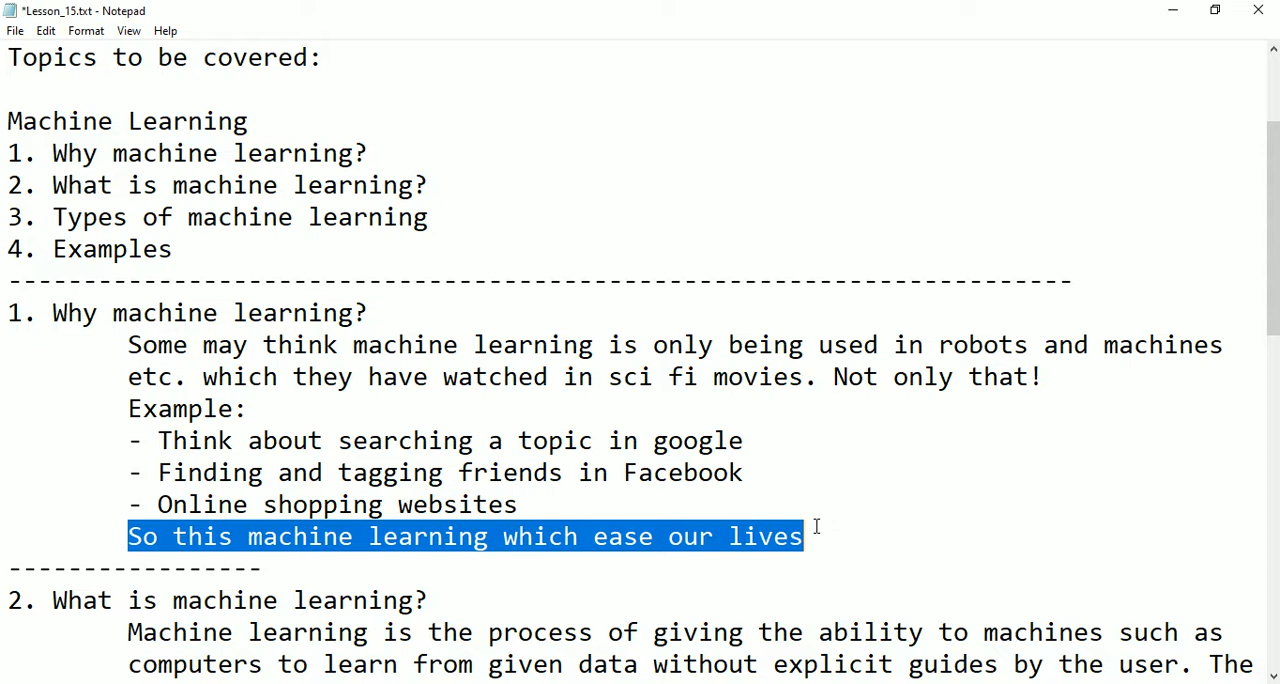 *Lesson_15.txt - Notepad
File Edit Format View Help
Topics to be covered:
Machine Learning
1. Why machine learning?
2. What is machine learning?
3. Types of machine learning
4. Examples
-----------------------------------------------------------------------
1. Why machine learning?
Some may think machine learning is only being used in robots and machines
etc. which they have watched in sci fi movies. Not only that!
Example:
- Think about searching a topic in google
- Finding and tagging friends in Facebook
- Online shopping websites
So this machine learning which ease our lives
-----------------
2. What is machine learning?
Machine learning is the process of giving the ability to machines such as
computers to learn from given data without explicit guides by the user. The